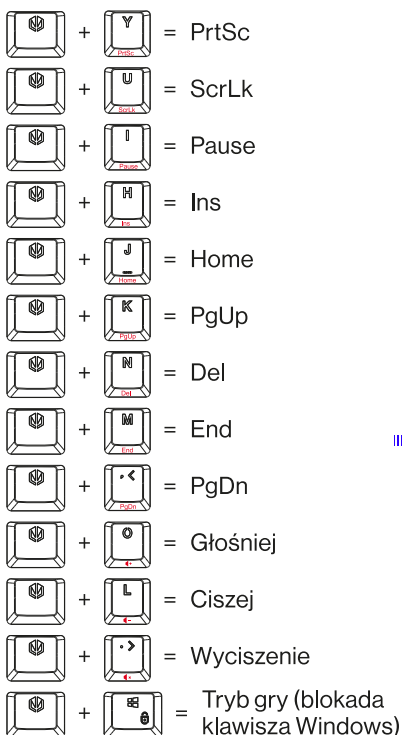 + Y PrtSc = PrtSc
+ U ScrLk = ScrLk
+ I Pause = Pause
+ H Ins = Ins
+ J Home = Home
+ K PgUp = PgUp
+ N Del = Del
+ M End = End
+ , < PgDn = PgDn
+ O = Głośniej
+ L = Ciszej
+ . > = Wyciszenie
+ = Tryb gry (blokada
klawisza Windows)